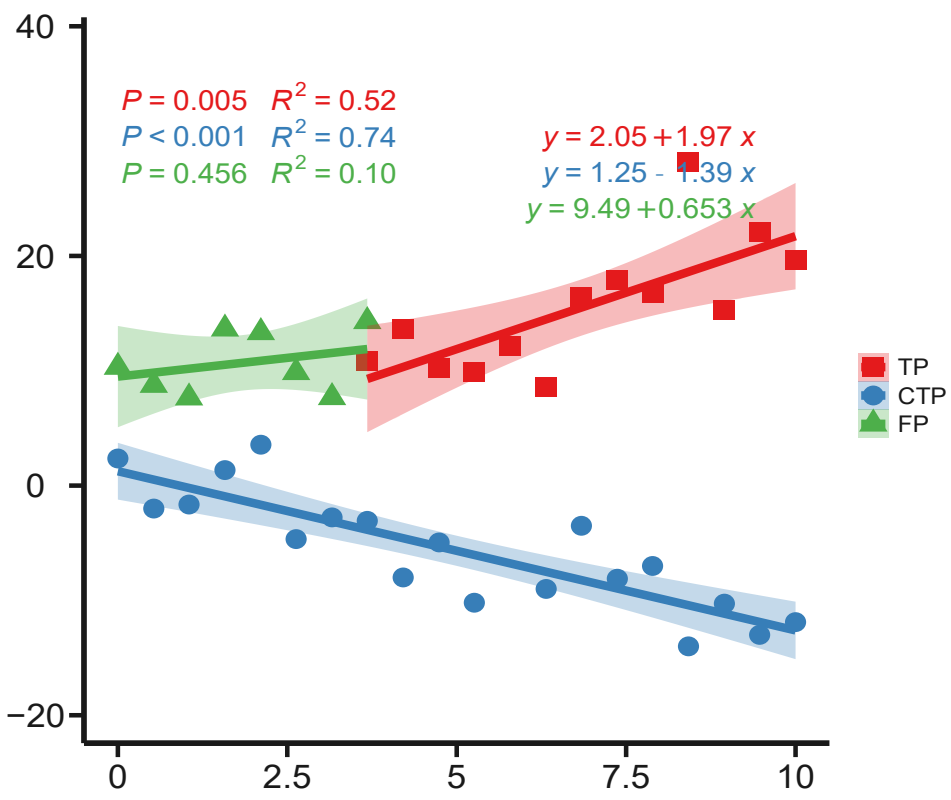 40
P = 0.005 R² = 0.52
P < 0.001 R² = 0.74
P = 0.456 R² = 0.10
y = 2.05 + 1.97 x
y = 1.25 - 1.39 x
y = 9.49 + 0.653 x
20
0
−20
TP
CTP
FP
0 2.5 5 7.5 10